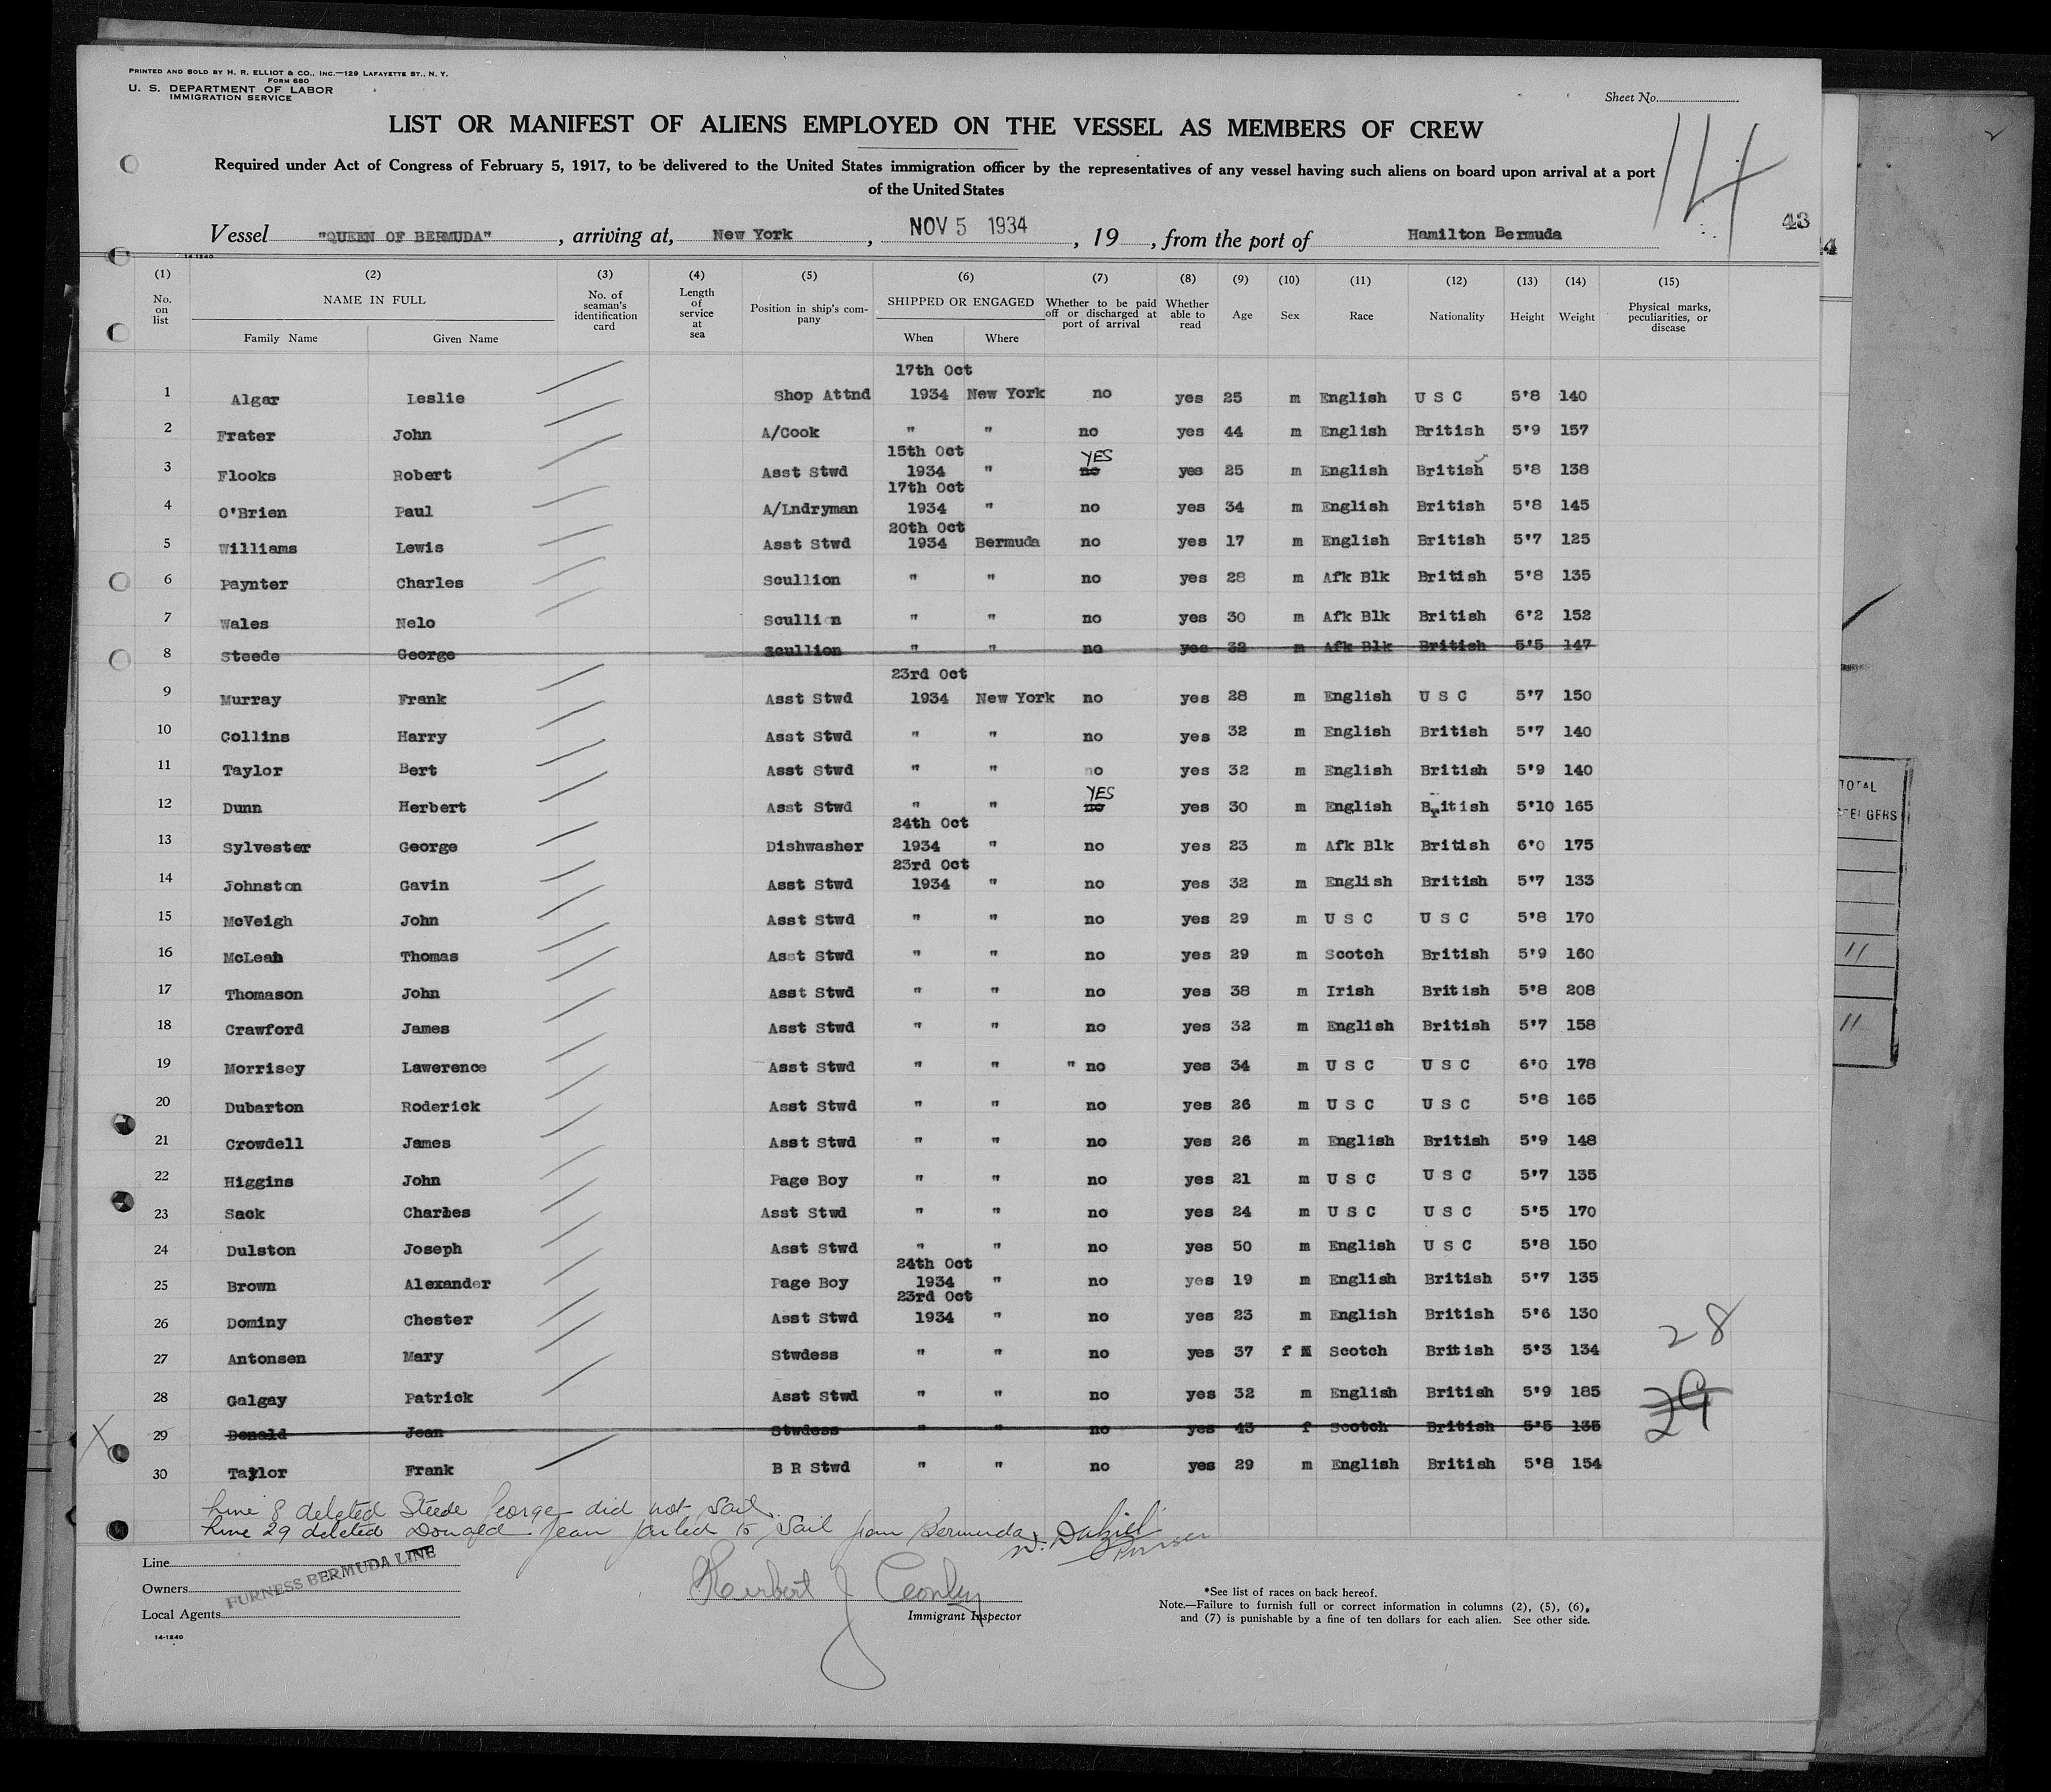 PRINTED AND SOLD BY H. R. ELLIOT & CO., INC.—129 LAFAYETTE ST., N. Y.
FORM 680
U. S. DEPARTMENT OF LABOR
IMMIGRATION SERVICE
Sheet No.
LIST OR MANIFEST OF ALIENS EMPLOYED ON THE VESSEL AS MEMBERS OF CREW
14
Required under Act of Congress of February 5, 1917, to be delivered to the United States immigration officer by the representatives of any vessel having such aliens on board upon arrival at a port
of the United States
43
Vessel "QUEEN OF BERMUDA", arriving at, New York, NOV 5 1934, 19, from the port of Hamilton Bermuda
14-1240
(1) (2) (3) (4) (5) (6) (7) (8) (9) (10) (11) (12) (13) (14) (15)
No. on list NAME IN FULL Family Name Given Name No. of seaman's identification card Length of service at sea Position in ship's company SHIPPED OR ENGAGED When Where Whether to be paid off or discharged at port of arrival Whether able to read Age Sex Race Nationality Height Weight Physical marks, peculiarities, or disease
17th Oct
1 Algar Leslie Shop Attnd 1934 New York no yes 25 m English U S C 5'8 140
2 Frater John A/Cook " " no yes 44 m English British 5'9 157
15th Oct YES
3 Flooks Robert Asst Stwd 1934 " no yes 25 m English British 5'8 138
17th Oct
4 O'Brien Paul A/Lndryman 1934 " no yes 34 m English British 5'8 145
20th Oct
5 Williams Lewis Asst Stwd 1934 Bermuda no yes 17 m English British 5'7 125
6 Paynter Charles Scullion " " no yes 28 m Afk Blk British 5'8 135
7 Wales Nelo Scullion " " no yes 30 m Afk Blk British 6'2 152
8 Steede George Scullion " " no yes 32 m Afk Blk British 5'5 147
23rd Oct
9 Murray Frank Asst Stwd 1934 New York no yes 28 m English U S C 5'7 150
10 Collins Harry Asst Stwd " " no yes 32 m English British 5'7 140
11 Taylor Bert Asst Stwd " " no yes 32 m English British 5'9 140
YES
12 Dunn Herbert Asst Stwd " " no yes 30 m English British 5'10 165
24th Oct
13 Sylvester George Dishwasher 1934 " no yes 23 m Afk Blk British 6'0 175
23rd Oct
14 Johnston Gavin Asst Stwd 1934 " no yes 32 m English British 5'7 133
15 McVeigh John Asst Stwd " " no yes 29 m U S C U S C 5'8 170
16 McLean Thomas Asst Stwd " " no yes 29 m Scotch British 5'9 160
17 Thomason John Asst Stwd " " no yes 38 m Irish British 5'8 208
18 Crawford James Asst Stwd " " no yes 32 m English British 5'7 158
19 Morrisey Lawerence Asst Stwd " " " no yes 34 m U S C U S C 6'0 178
20 Dubarton Roderick Asst Stwd " " no yes 26 m U S C U S C 5'8 165
21 Crowdell James Asst Stwd " " no yes 26 m English British 5'9 148
22 Higgins John Page Boy " " no yes 21 m U S C U S C 5'7 135
23 Sack Charles Asst Stwd " " no yes 24 m U S C U S C 5'5 170
24 Dulston Joseph Asst Stwd " " no yes 50 m English U S C 5'8 150
24th Oct
25 Brown Alexander Page Boy 1934 " no yes 19 m English British 5'7 135
23rd Oct
26 Dominy Chester Asst Stwd 1934 " no yes 23 m English British 5'6 130
28
27 Antonsen Mary Stwdess " " no yes 37 f Scotch British 5'3 134
28 Galgay Patrick Asst Stwd " " no yes 32 m English British 5'9 185
29
X 29 Donald Jean Stwdess " " no yes 43 f Scotch British 5'5 135
30 Taylor Frank B R Stwd " " no yes 29 m English British 5'8 154
Line 8 deleted Steede George did not sail.
Line 29 deleted Donald Jean failed to sail from Bermuda.
Purser
Line
Owners
FURNESS BERMUDA LINE
Local Agents
14-1240
Herbert J
Immigrant Inspector
*See list of races on back hereof.
Note.—Failure to furnish full or correct information in columns (2), (5), (6),
and (7) is punishable by a fine of ten dollars for each alien. See other side.
4
TOTAL
11
11